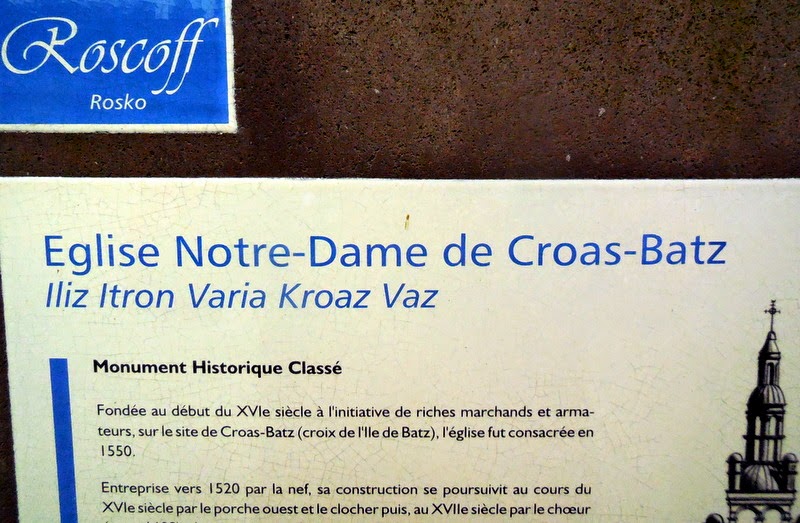 Roscoff
Rosko
Eglise Notre-Dame de Croas-Batz
Iliz Itron Varia Kroaz Vaz
Monument Historique Classé
Fondée au début du XVIe siècle à l'initiative de riches marchands et arma-
teurs, sur le site de Croas-Batz (croix de l'Ile de Batz), l'église fut consacrée en
1550.
Entreprise vers 1520 par la nef, sa construction se poursuivit au cours du
XVIe siècle par le porche ouest et le clocher puis, au XVIIe siècle par le chœur